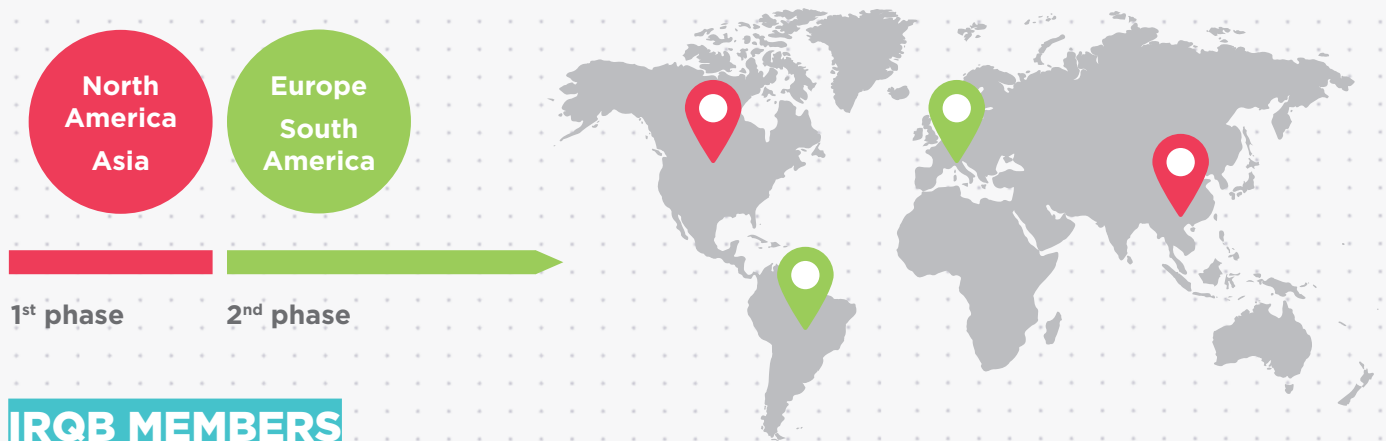 North
America
Asia
Europe
South
America
1st phase
2nd phase
IRQB MEMBERS